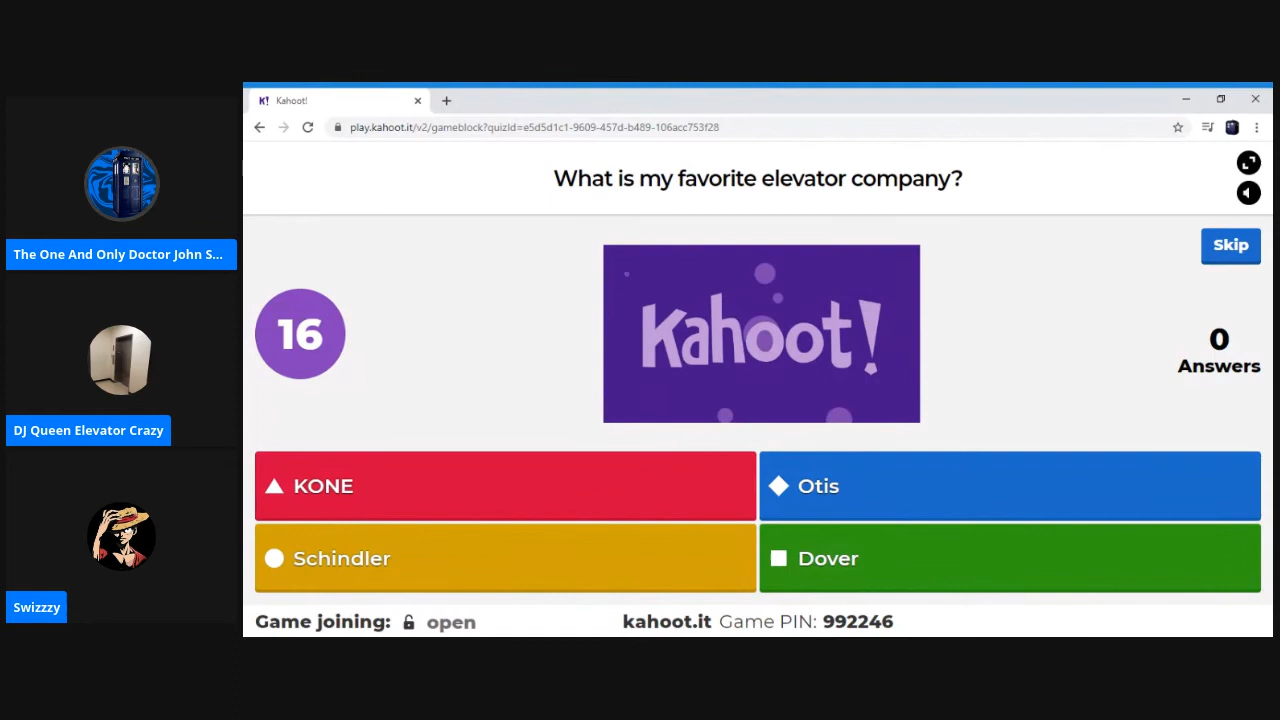 K! Kahoot!
play.kahoot.it/v2/gameblock?quizId=e5d5d1c1-9609-457d-b489-106acc753f28
What is my favorite elevator company?
Skip
The One And Only Doctor John S...
16
Kahoot!
0
Answers
DJ Queen Elevator Crazy
KONE
Otis
Schindler
Dover
Swizzzy
Game joining: open
kahoot.it Game PIN: 992246